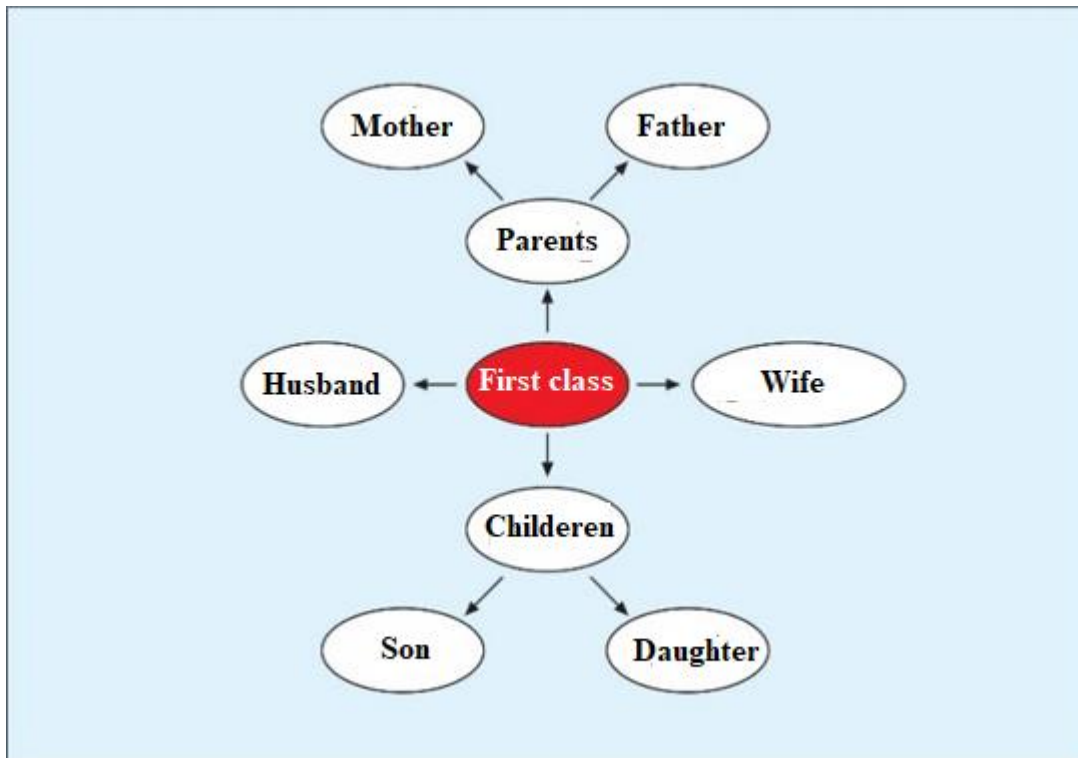 Mother
Father
Parents
Husband
First class
Wife
Childeren
Son
Daughter